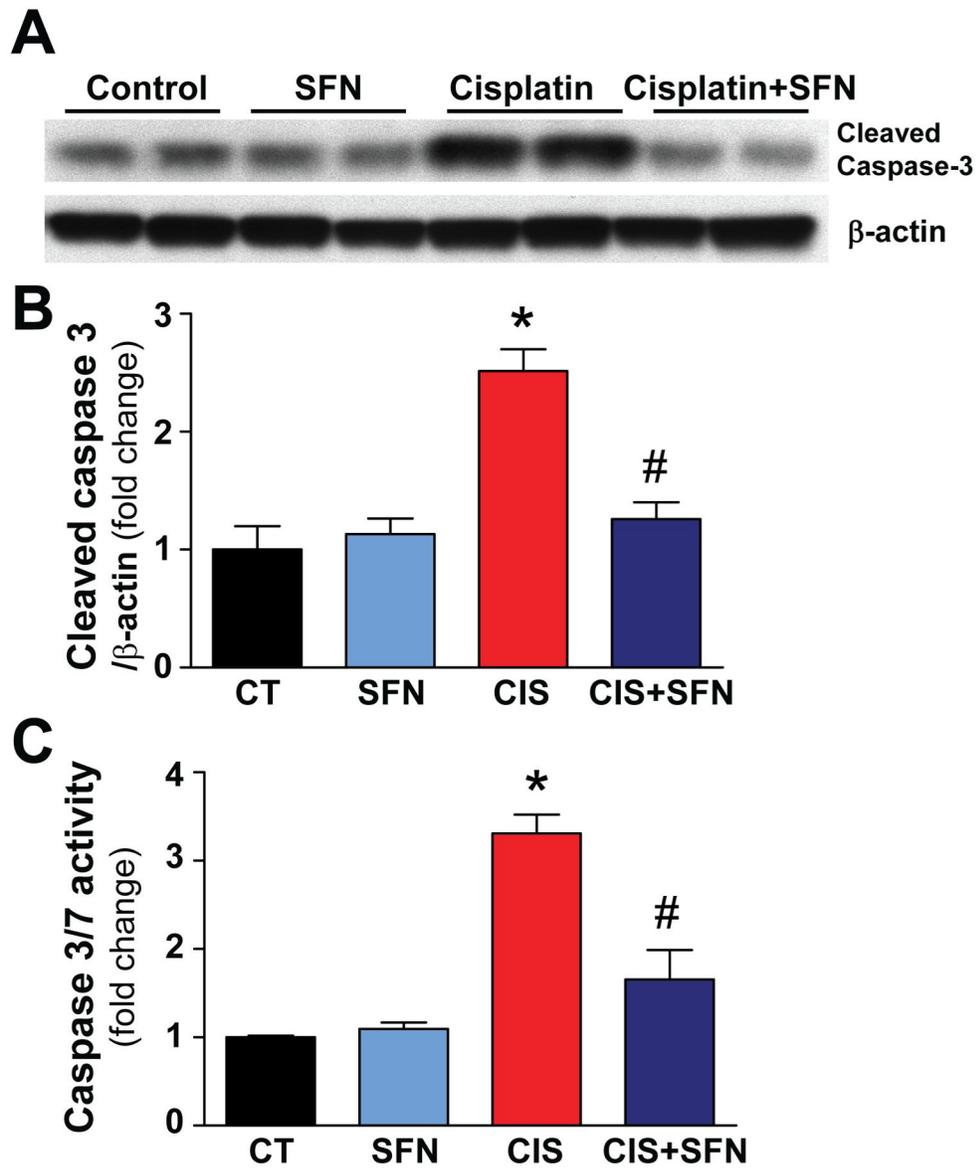 A
Control SFN Cisplatin Cisplatin+SFN
Cleaved
Caspase-3
β-actin
B
Cleaved caspase 3
/β-actin (fold change)
3
2
1
0
*
#
CT SFN CIS CIS+SFN
C
Caspase 3/7 activity
(fold change)
4
3
2
1
0
*
#
CT SFN CIS CIS+SFN